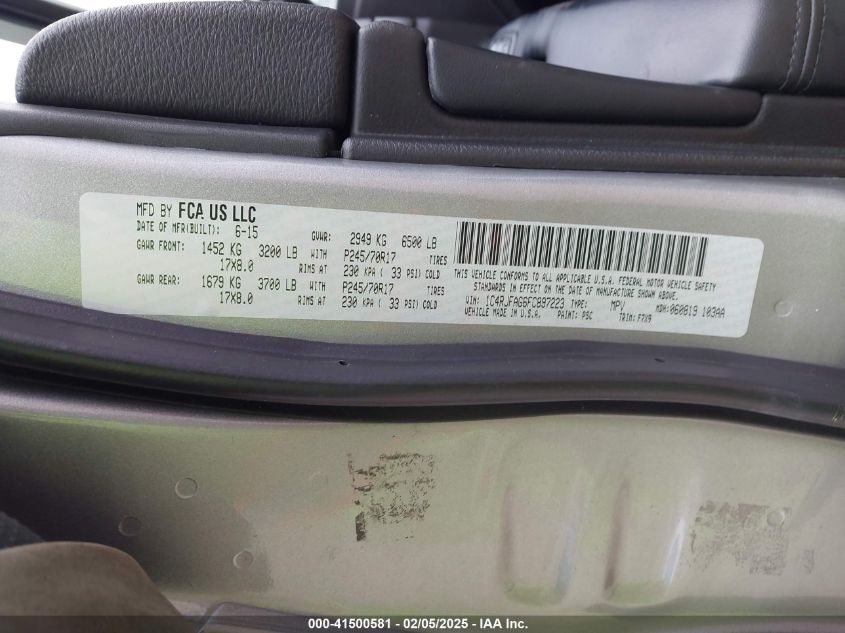 MFD BY FCA US LLC
DATE OF MFR(BUILT): 6-15 GVWR: 2949 KG 6500 LB
GAWR FRONT: 1452 KG 3200 LB WITH P245/70R17 TIRES
17X8.0 RIMS AT 230 KPA ( 33 PSI) COLD
GAWR REAR: 1679 KG 3700 LB WITH P245/70R17 TIRES
17X8.0 RIMS AT 230 KPA ( 33 PSI) COLD
THIS VEHICLE CONFORMS TO ALL APPLICABLE U.S.A. FEDERAL MOTOR VEHICLE SAFETY
STANDARDS IN EFFECT ON THE DATE OF MANUFACTURE SHOWN ABOVE.
VIN: 1C4RJFAG6FC897223 TYPE: MPV MDH:060819 103AA
VEHICLE MADE IN U.S.A. PAINT: PSC TRIM: F7X9
000-41500581 - 02/05/2025 - IAA Inc.